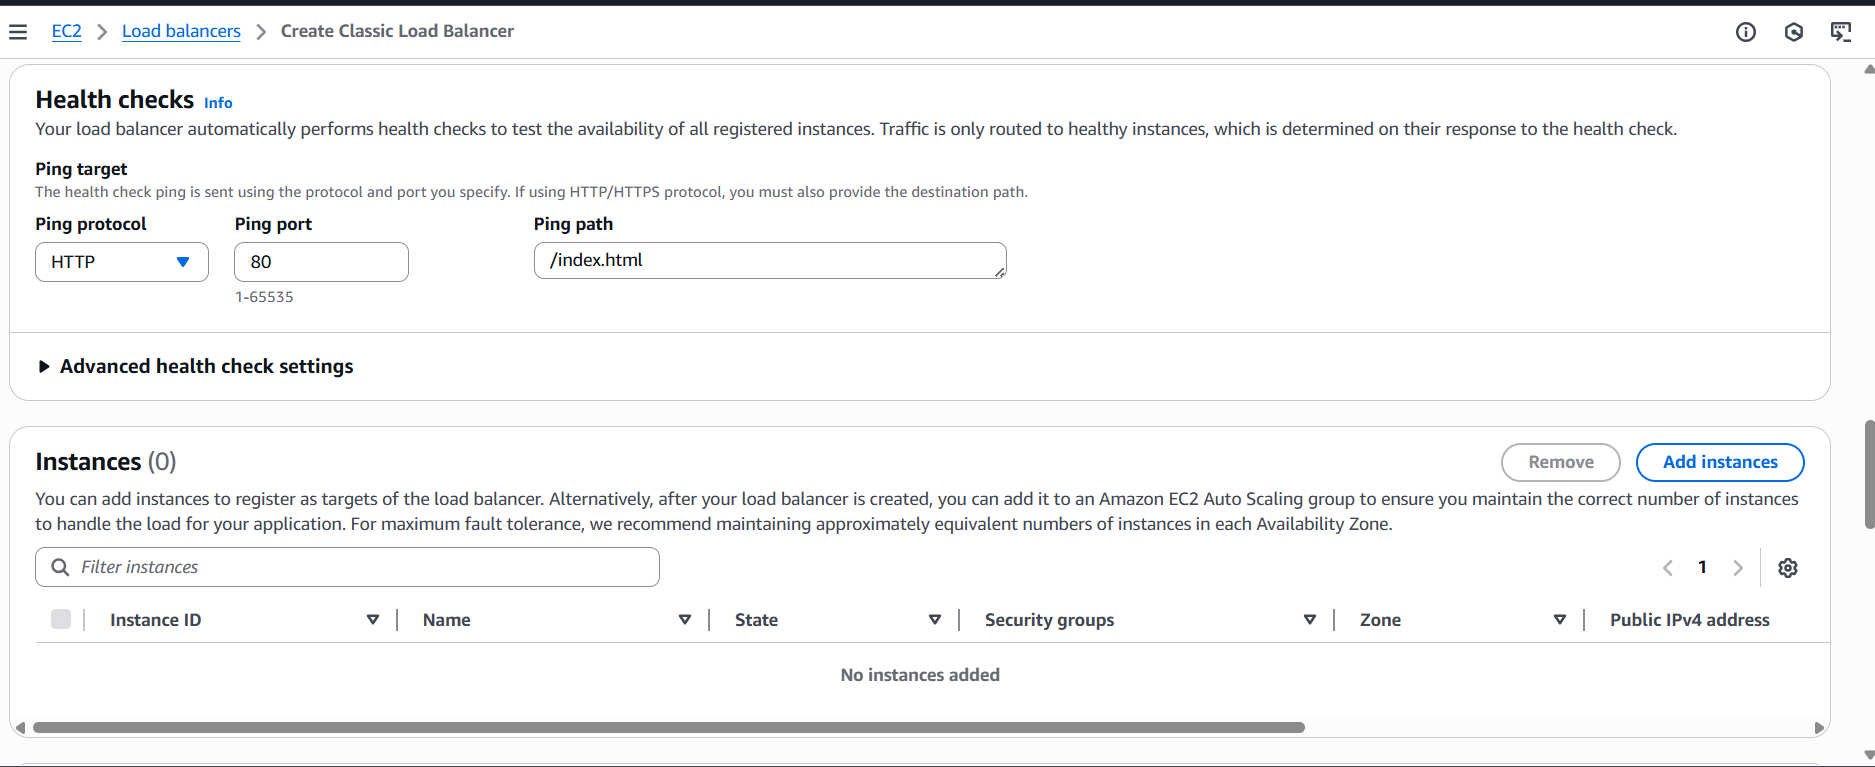 EC2 > Load balancers > Create Classic Load Balancer
Health checks Info
Your load balancer automatically performs health checks to test the availability of all registered instances. Traffic is only routed to healthy instances, which is determined on their response to the health check.
Ping target
The health check ping is sent using the protocol and port you specify. If using HTTP/HTTPS protocol, you must also provide the destination path.
Ping protocol Ping port Ping path
HTTP 80 /index.html
1-65535
Advanced health check settings
Instances (0) Remove Add instances
You can add instances to register as targets of the load balancer. Alternatively, after your load balancer is created, you can add it to an Amazon EC2 Auto Scaling group to ensure you maintain the correct number of instances
to handle the load for your application. For maximum fault tolerance, we recommend maintaining approximately equivalent numbers of instances in each Availability Zone.
Filter instances 1
Instance ID Name State Security groups Zone Public IPv4 address
No instances added